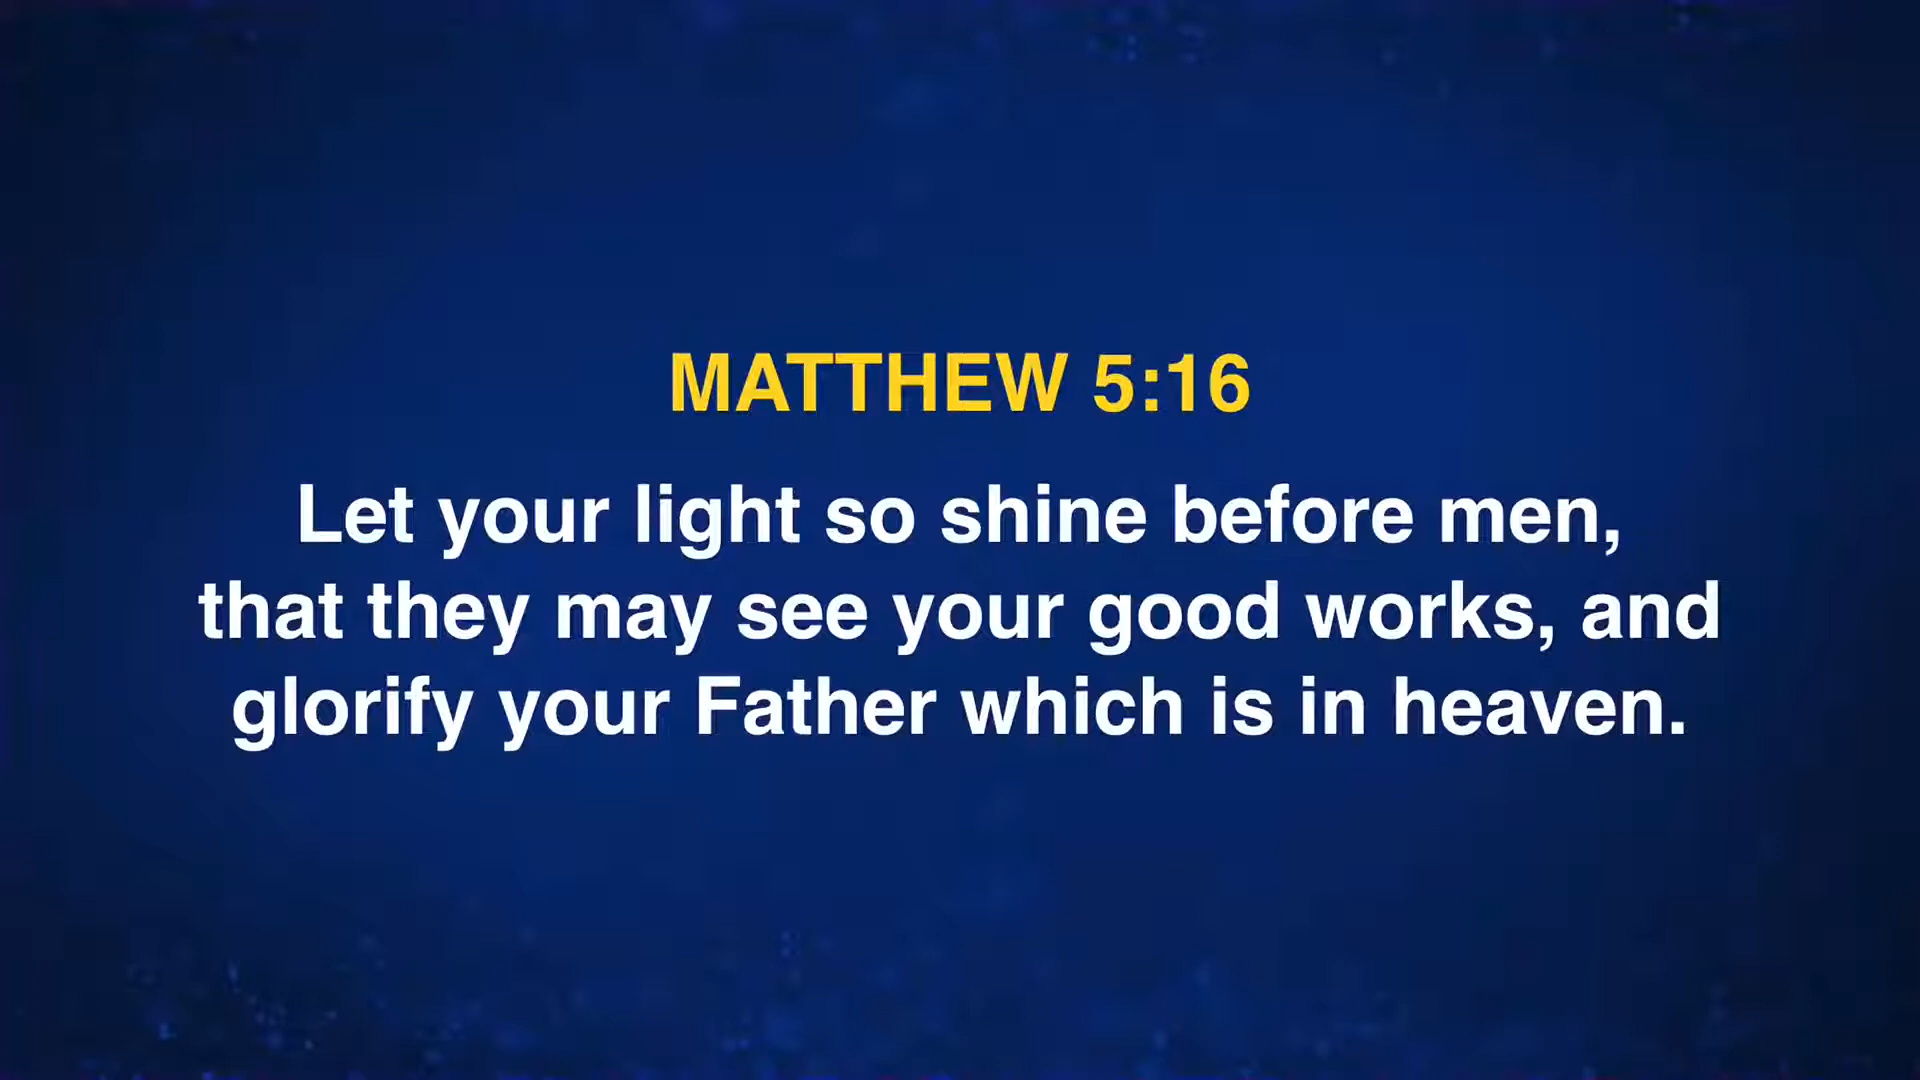 MATTHEW 5:16
Let your light so shine before men,
that they may see your good works, and
glorify your Father which is in heaven.